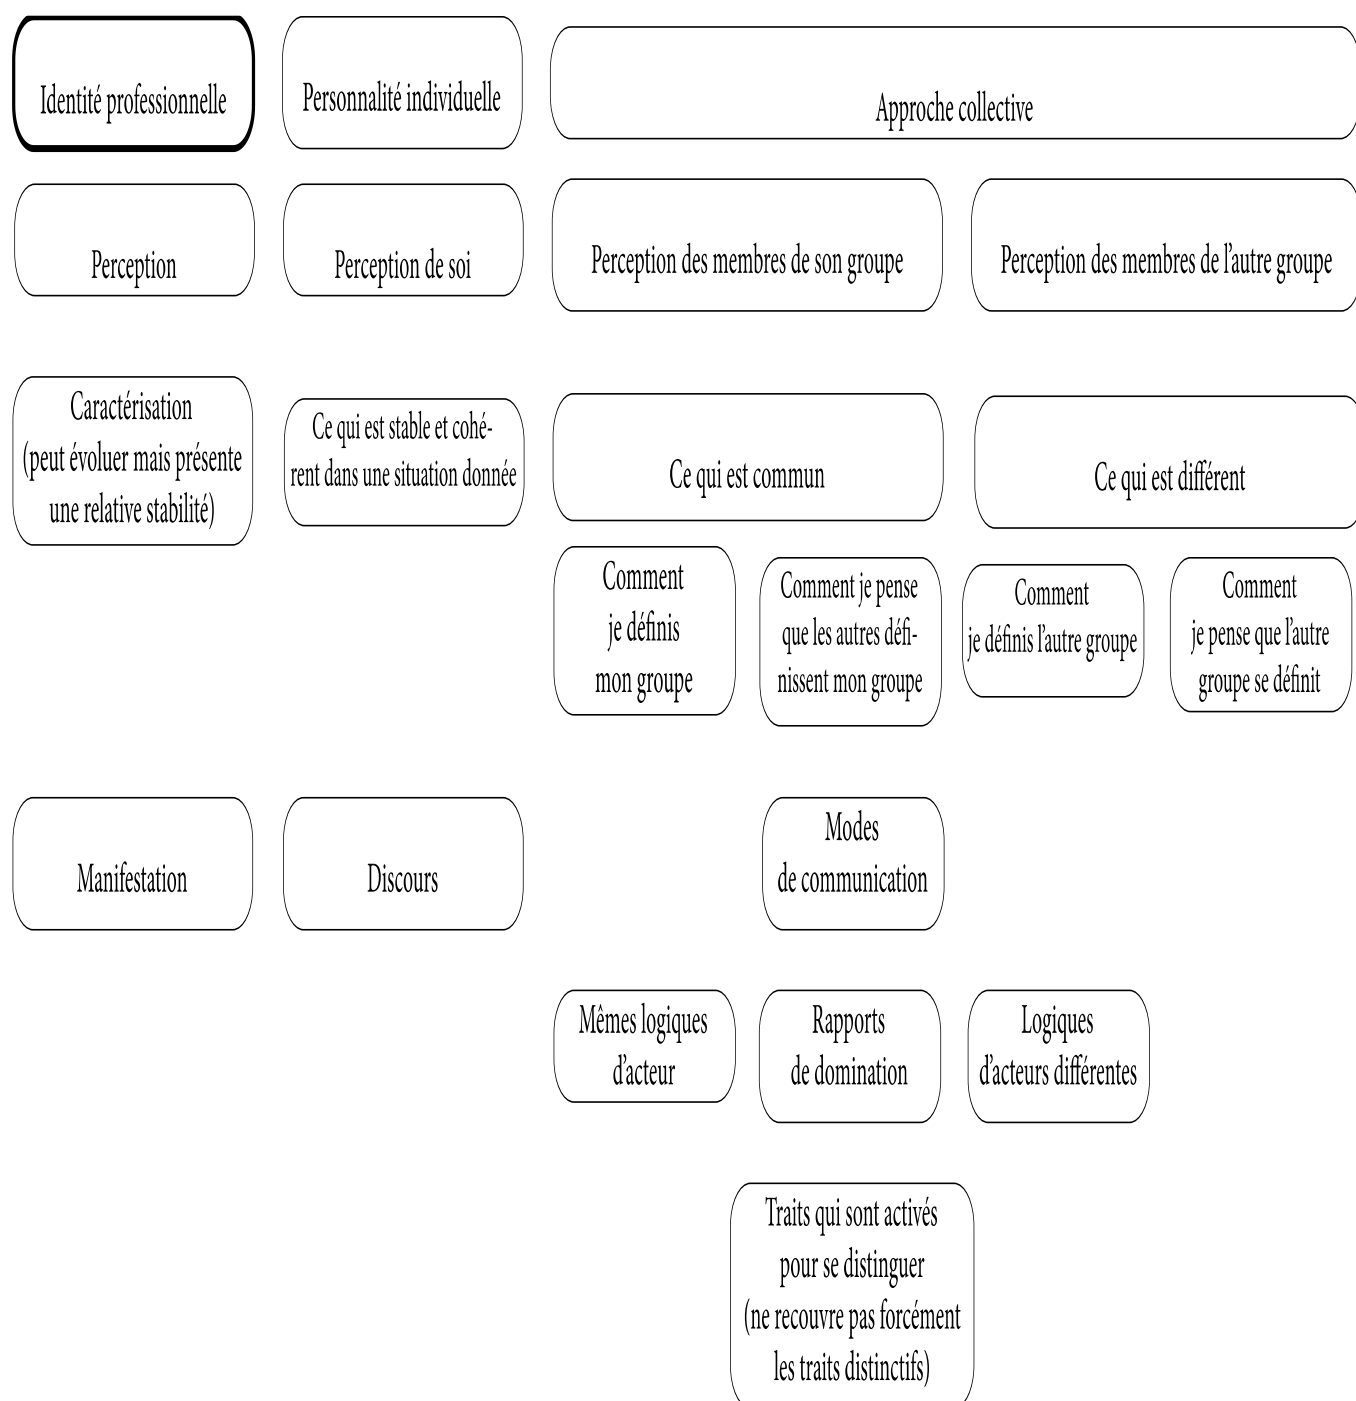 Identité professionnelle
Personnalité individuelle
Approche collective
Perception
Perception de soi
Perception des membres de son groupe
Perception des membres de l'autre groupe
Caractérisation
(peut évoluer mais présente
une relative stabilité)
Ce qui est stable et cohé-
rent dans une situation donnée
Ce qui est commun
Ce qui est différent
Comment
je définis
mon groupe
Comment je pense
que les autres défi-
nissent mon groupe
Comment
je définis l'autre groupe
Comment
je pense que l'autre
groupe se définit
Manifestation
Discours
Modes
de communication
Mêmes logiques
d'acteur
Rapports
de domination
Logiques
d'acteurs différentes
Traits qui sont activés
pour se distinguer
(ne recouvre pas forcément
les traits distinctifs)